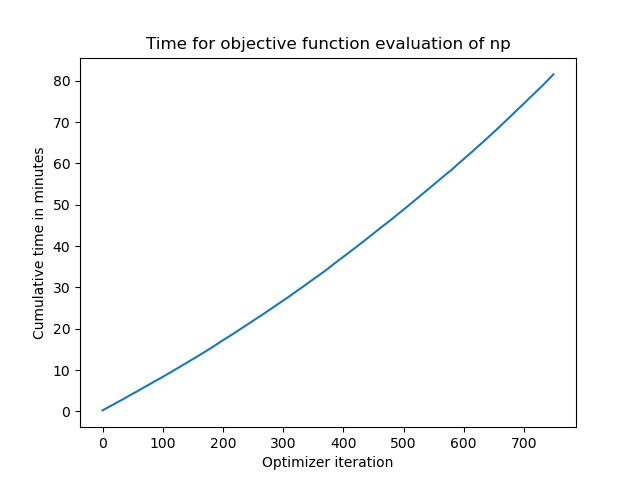 Time for objective function evaluation of np
Cumulative time in minutes
80
70
60
50
40
30
20
10
0
0 100 200 300 400 500 600 700
Optimizer iteration